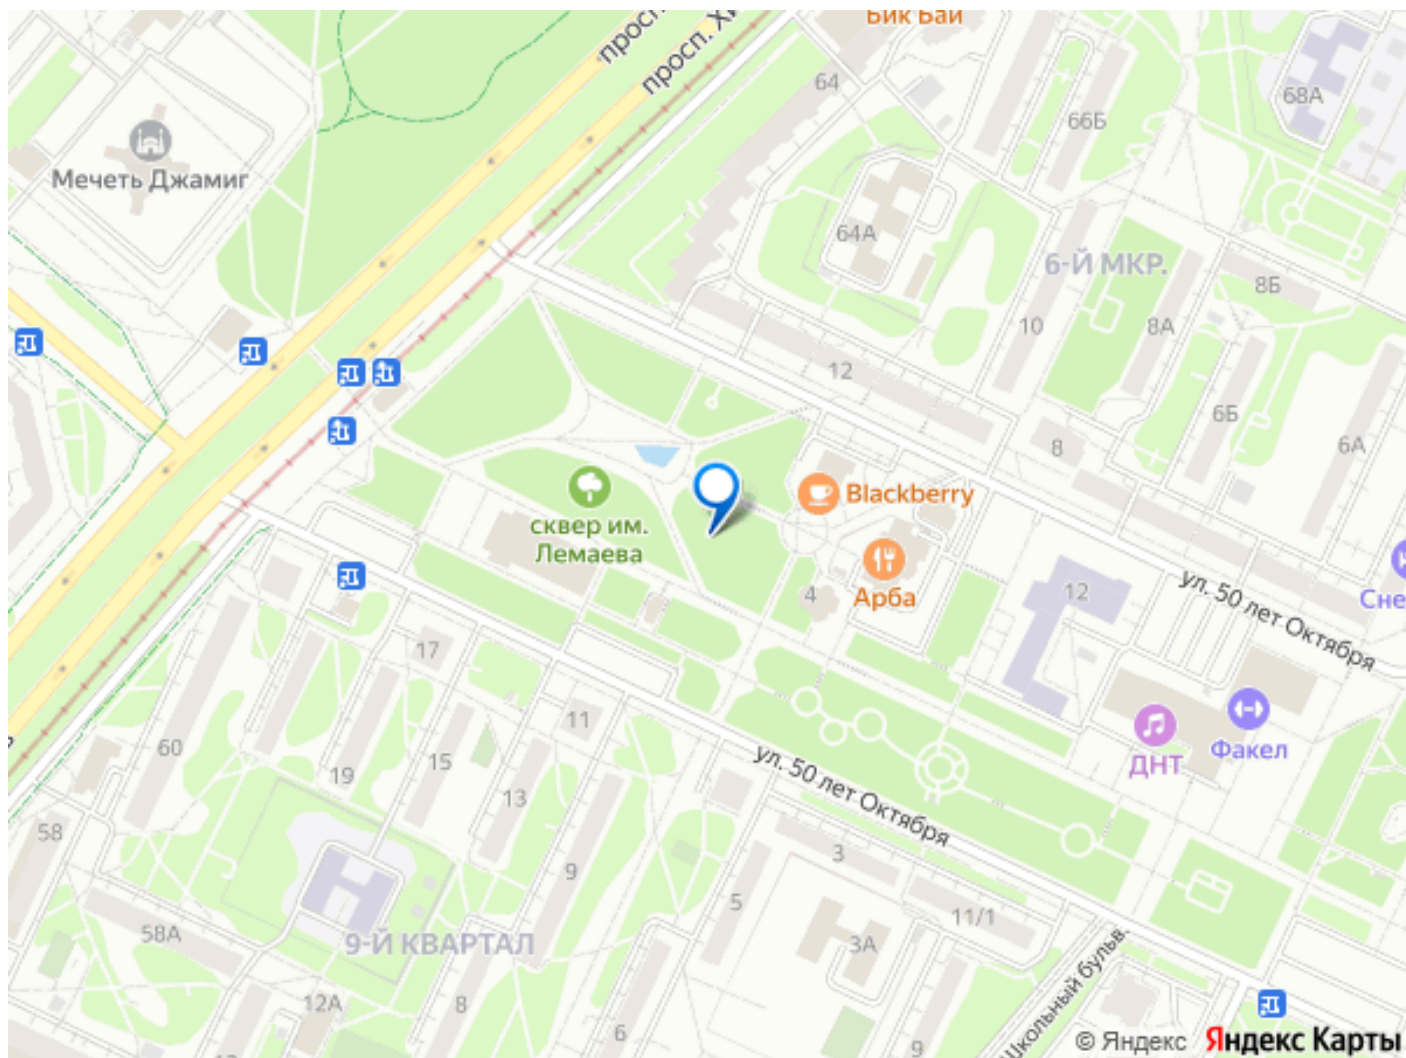 Бик Бай
просп.
просп. Хи
64
68А
66Б
Мечеть Джамиг
64А
6-Й МКР.
8Б
10
8А
12
6Б
6А
8
Blackberry
сквер им.
Лемаева
Арба
4
12
ул. 50 лет Октября
Сне
17
11
60
15
19
ДНТ
Факел
13
ул. 50 лет Октября
58
3
9
5
11/1
58А
9-Й КВАРТАЛ
3А
12А
8
6
9
Школьный бульв.
© Яндекс Яндекс Карты